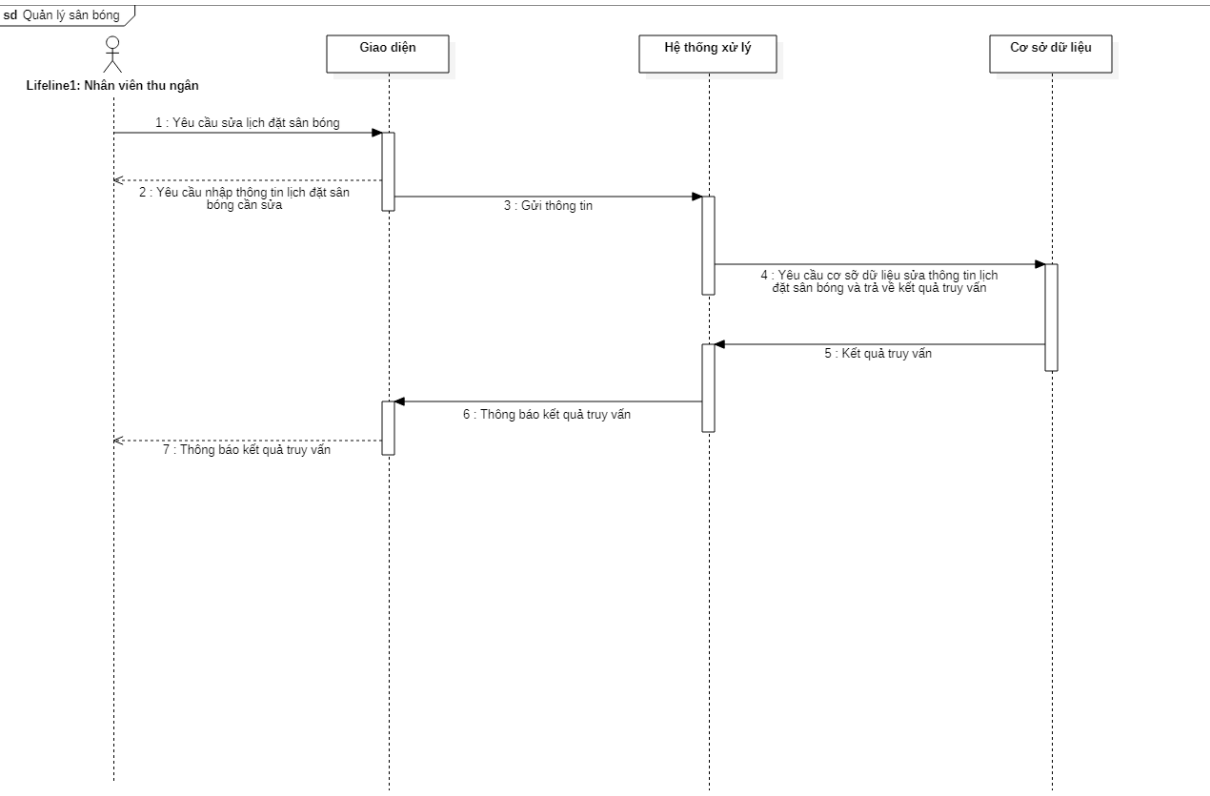 sd Quản lý sân bóng
Giao diện
Hệ thống xử lý
Cơ sở dữ liệu
Lifeline1: Nhân viên thu ngân
1 : Yêu cầu sửa lịch đặt sân bóng
2 : Yêu cầu nhập thông tin lịch đặt sân
bóng cần sửa
3 : Gửi thông tin
4 : Yêu cầu cơ sở dữ liệu sửa thông tin lịch
đặt sân bóng và trả về kết quả truy vấn
5 : Kết quả truy vấn
6 : Thông báo kết quả truy vấn
7 : Thông báo kết quả truy vấn